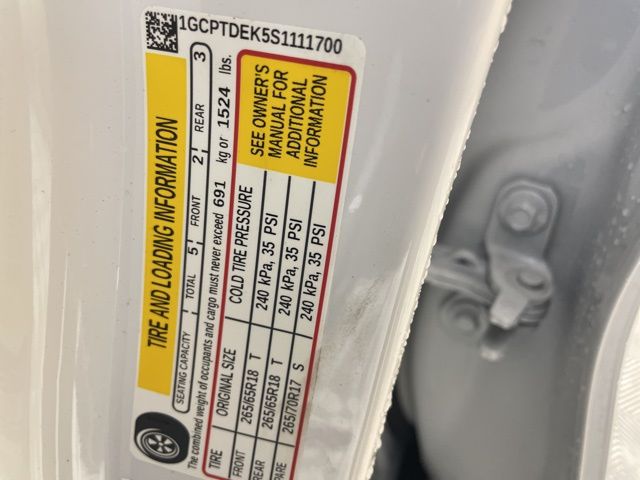 1GCPTDEK5S1111700
TIRE AND LOADING INFORMATION
SEATING CAPACITY TOTAL 5 FRONT 2 REAR 3
The combined weight of occupants and cargo must never exceed 691 kg or 1524 lbs.
TIRE ORIGINAL SIZE COLD TIRE PRESSURE
FRONT 265/65R18 T 240 kPa, 35 PSI
REAR 265/65R18 T 240 kPa, 35 PSI
PARE 265/70R17 S 240 kPa, 35 PSI
SEE OWNER'S
MANUAL FOR
ADDITIONAL
INFORMATION